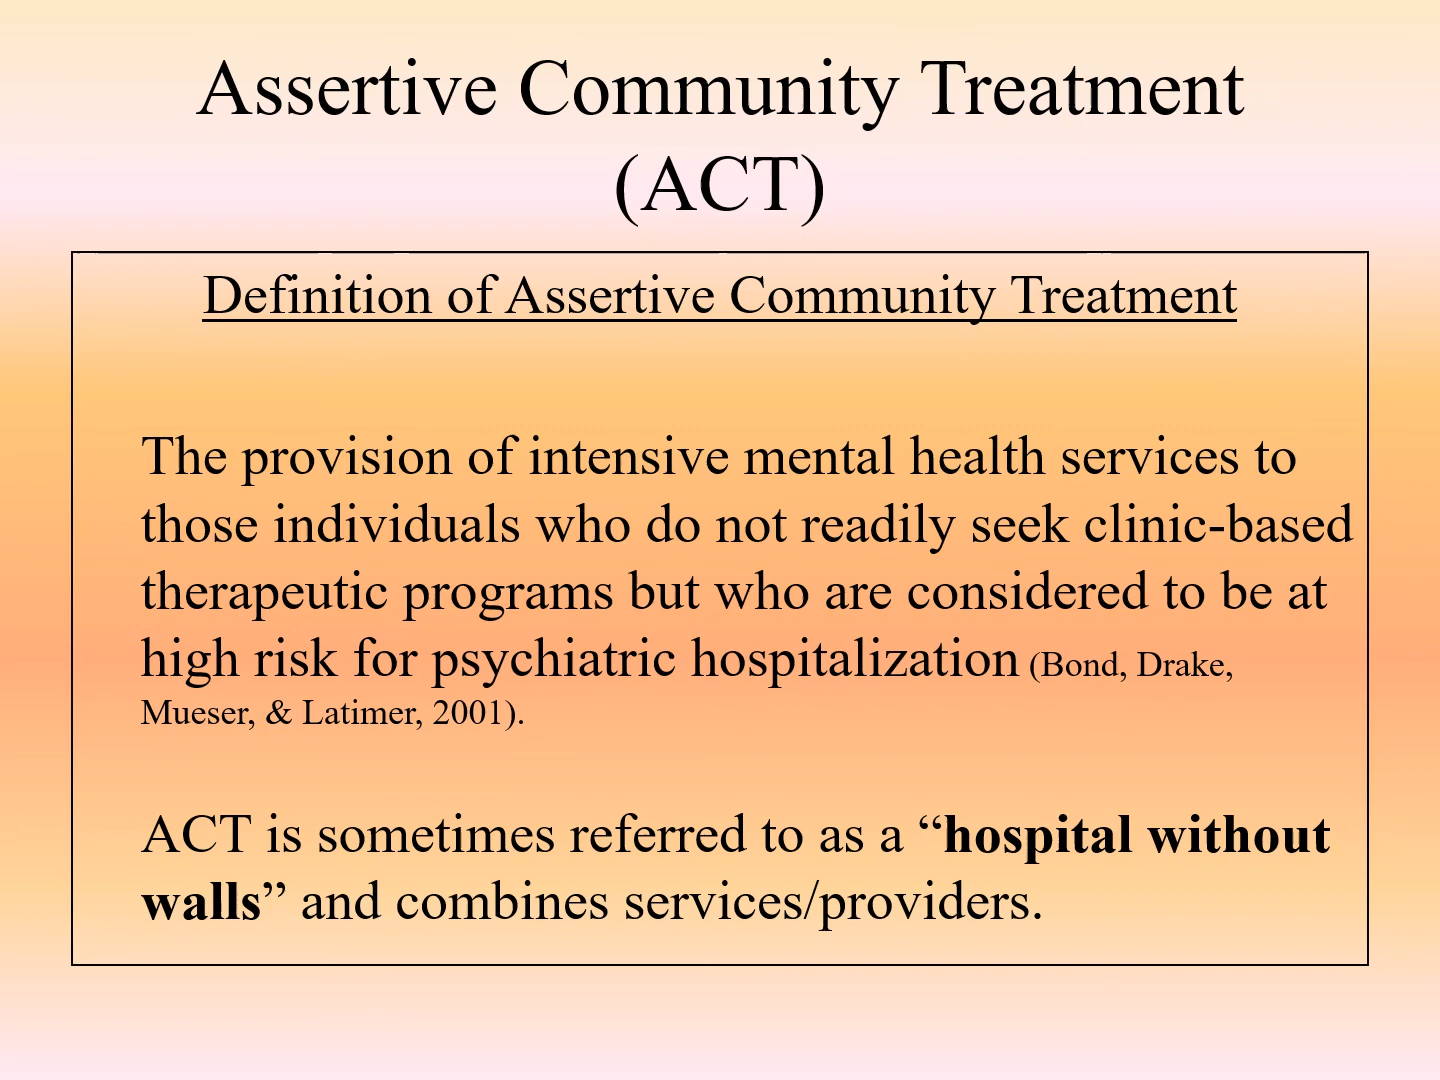 Assertive Community Treatment
(ACT)
Definition of Assertive Community Treatment
The provision of intensive mental health services to
those individuals who do not readily seek clinic-based
therapeutic programs but who are considered to be at
high risk for psychiatric hospitalization (Bond, Drake,
Mueser, & Latimer, 2001).
ACT is sometimes referred to as a “hospital without
walls” and combines services/providers.